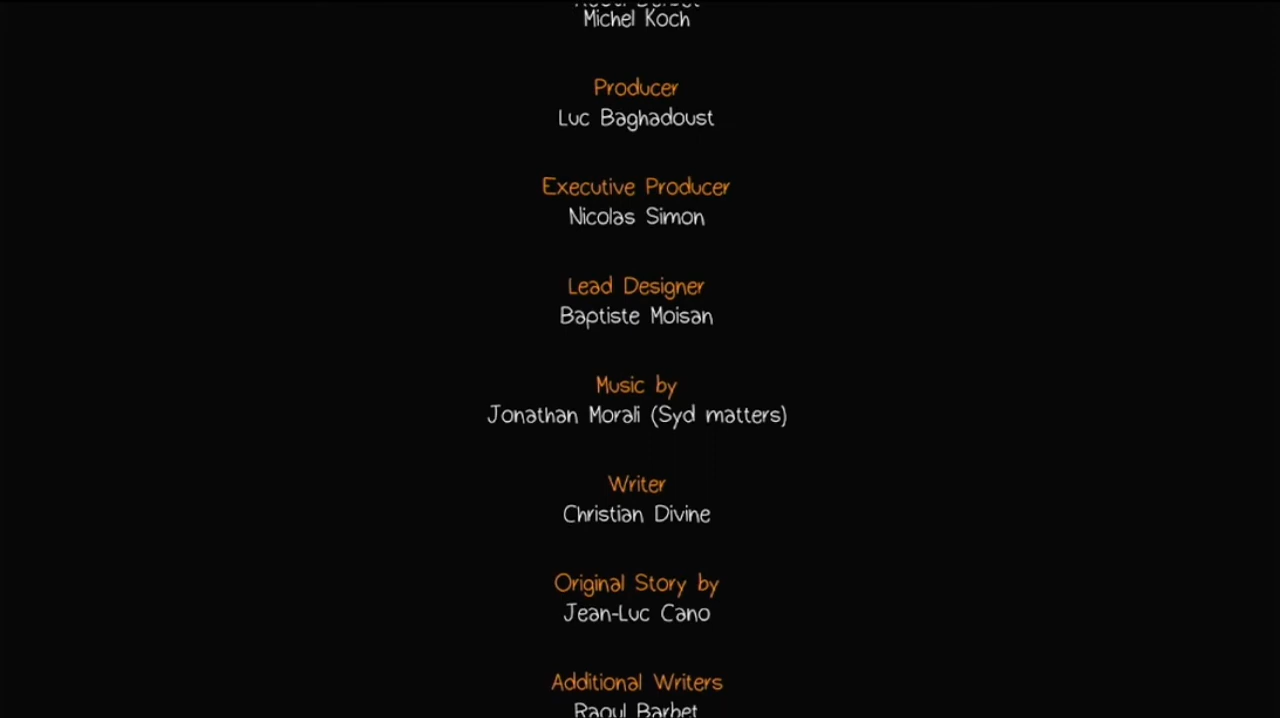 Michel Koch
Producer
Luc Baghadoust
Executive Producer
Nicolas Simon
Lead Designer
Baptiste Moisan
Music by
Jonathan Morali (Syd matters)
Writer
Christian Divine
Original Story by
Jean-Luc Cano
Additional Writers
Raoul Barbet